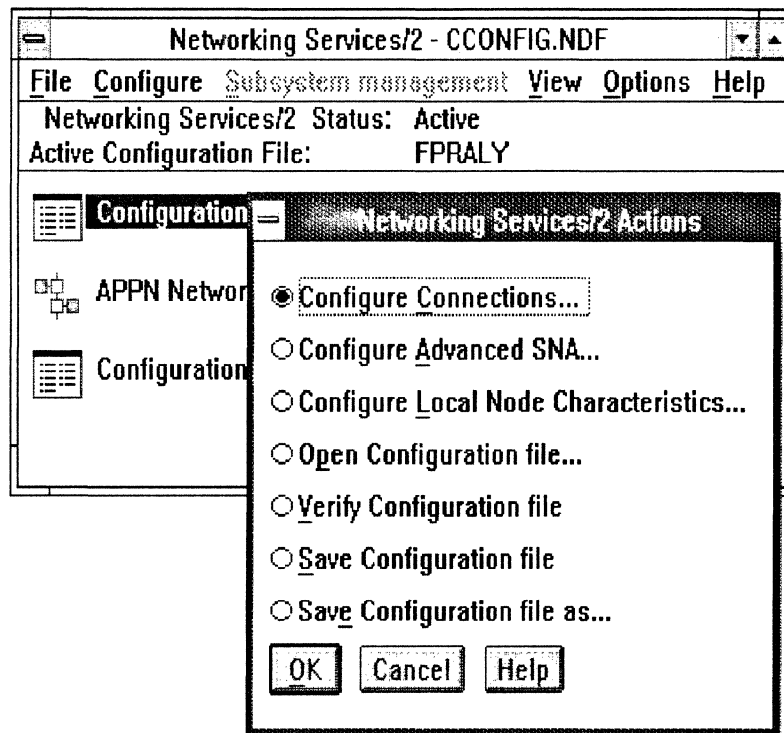 Networking Services/2 - CCONFIG.NDF
File Configure Subsystem management View Options Help
Networking Services/2 Status: Active
Active Configuration File: FPRALY
Configuration
APPN Networ
Configuration
Networking Services/2 Actions
Configure Connections...
Configure Advanced SNA...
Configure Local Node Characteristics...
Open Configuration file...
Verify Configuration file
Save Configuration file
Save Configuration file as...
OK Cancel Help